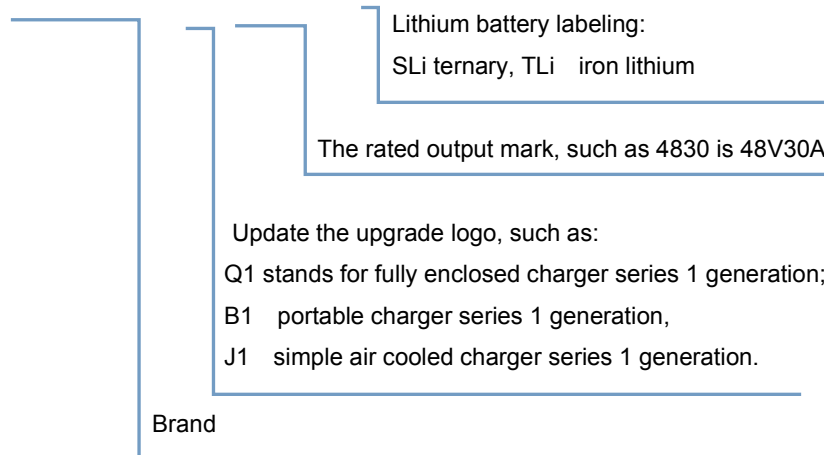 Lithium battery labeling:
SLi ternary, TLi iron lithium
The rated output mark, such as 4830 is 48V30A
Update the upgrade logo, such as:
Q1 stands for fully enclosed charger series 1 generation;
B1 portable charger series 1 generation,
J1 simple air cooled charger series 1 generation.
Brand